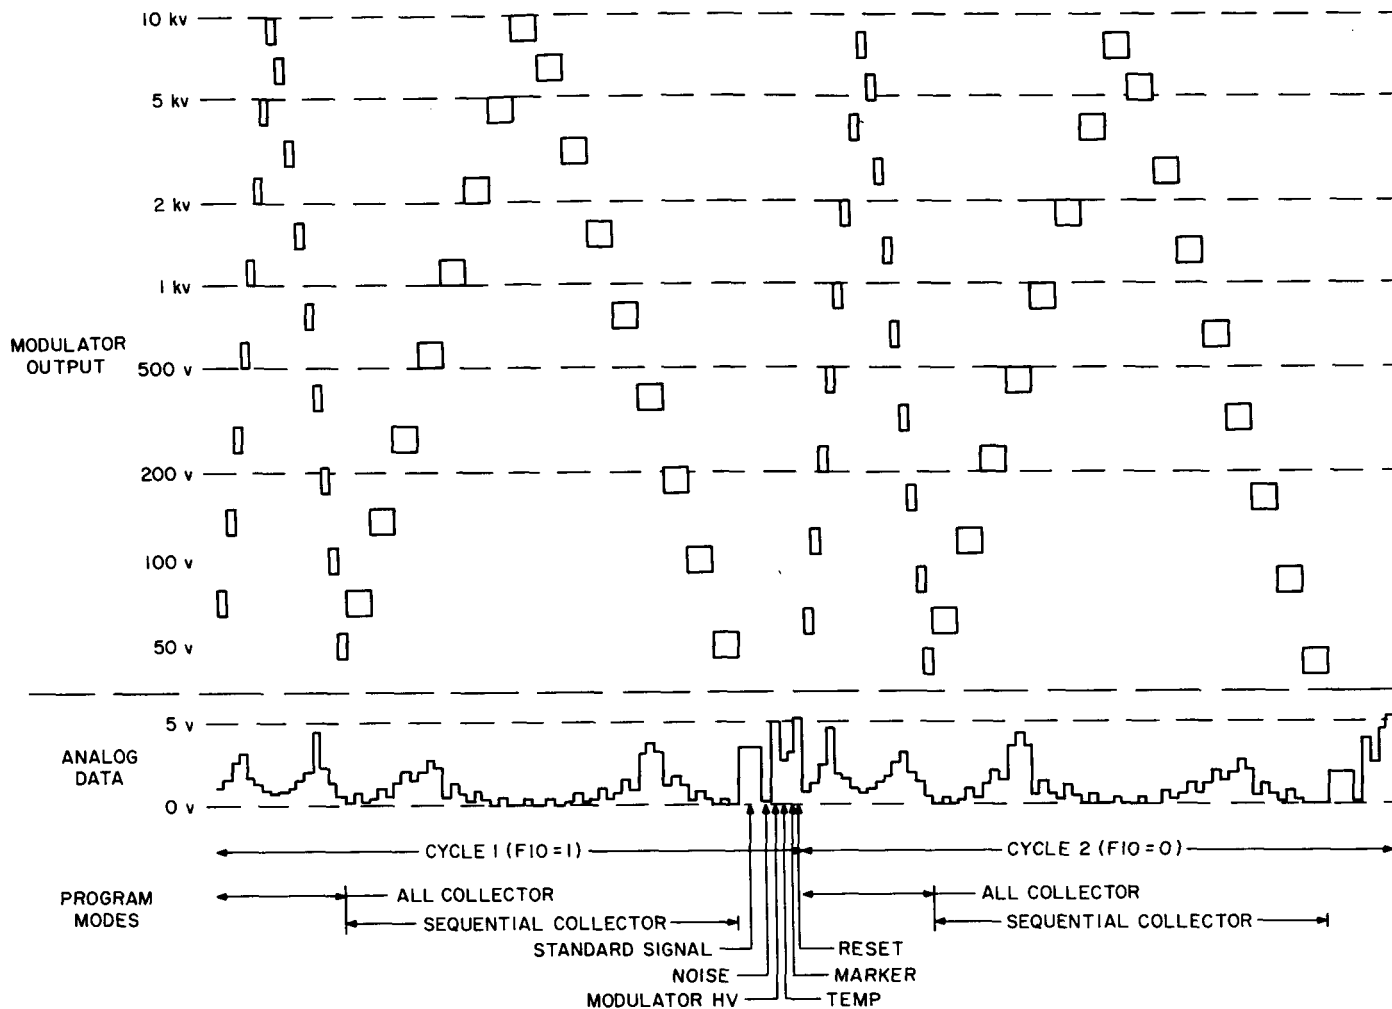 10 kv
5 kv
2 kv
1 kv
MODULATOR
OUTPUT
500 v
200 v
100 v
50 v
5 v
ANALOG
DATA
0 v
CYCLE 1 (F10=1)
CYCLE 2 (F10=0)
PROGRAM
MODES
ALL COLLECTOR
ALL COLLECTOR
SEQUENTIAL COLLECTOR
SEQUENTIAL COLLECTOR
STANDARD SIGNAL
RESET
NOISE
MARKER
MODULATOR HV
TEMP